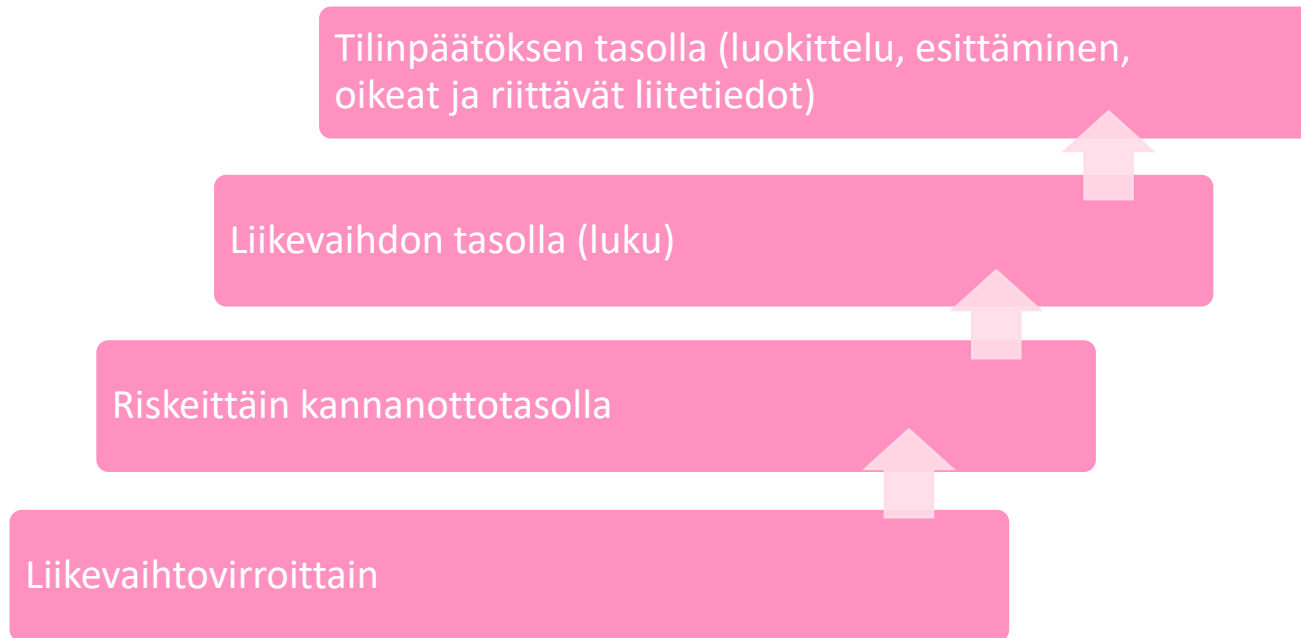 Tilinpäätöksen tasolla (luokittelu, esittäminen,
oikeat ja riittävät liitetiedot)
Liikevaihdon tasolla (luku)
Riskeittäin kannanottotasolla
Liikevaihtovirroittain